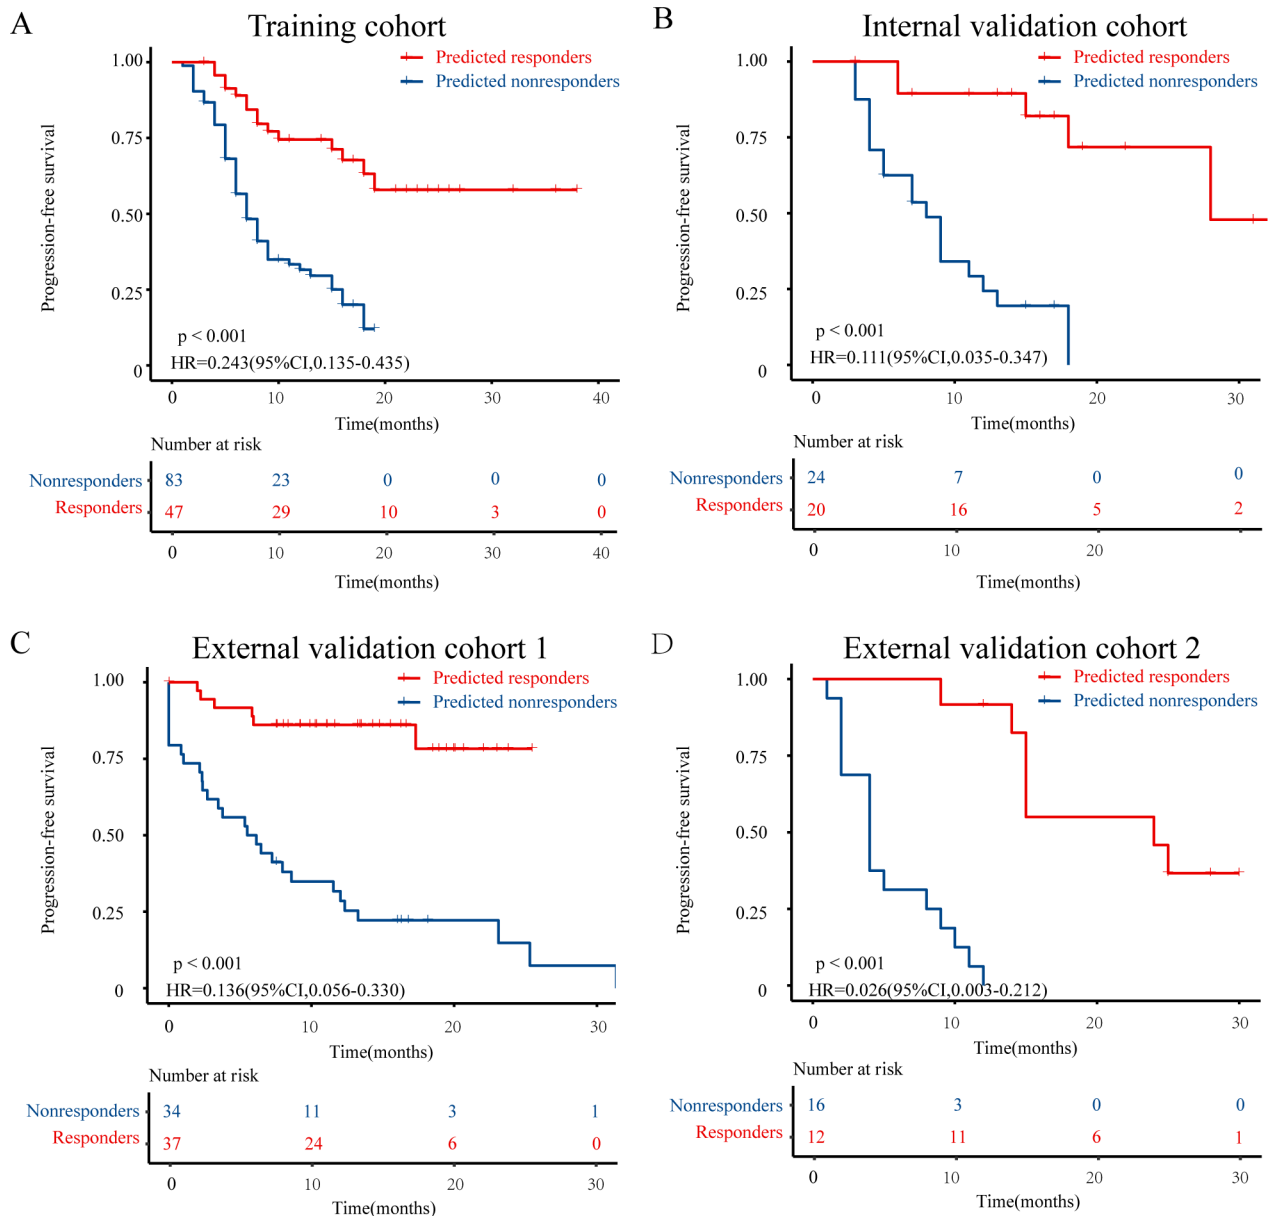 A
Training cohort
Predicted responders
Predicted nonresponders
Progression-free survival
1.00
0.75
0.50
0.25
0
p < 0.001
HR=0.243(95%CI,0.135-0.435)
0 10 20 30 40
Time(months)
Number at risk
Nonresponders 83 23 0 0 0
Responders 47 29 10 3 0
0 10 20 30 40
Time(months)
B
Internal validation cohort
Predicted responders
Predicted nonresponders
Progression-free survival
1.00
0.75
0.50
0.25
0
p < 0.001
HR=0.111(95%CI,0.035-0.347)
0 10 20 30
Time(months)
Number at risk
Nonresponders 24 7 0 0
Responders 20 16 5 2
0 10 20
Time(months)
C
External validation cohort 1
Predicted responders
Predicted nonresponders
Progression-free survival
1.00
0.75
0.50
0.25
0
p < 0.001
HR=0.136(95%CI,0.056-0.330)
0 10 20 30
Time(months)
Number at risk
Nonresponders 34 11 3 1
Responders 37 24 6 0
0 10 20 30
Time(months)
D
External validation cohort 2
Predicted responders
Predicted nonresponders
Progression-free survival
1.00
0.75
0.50
0.25
0
p < 0.001
HR=0.026(95%CI,0.003-0.212)
0 10 20 30
Time(months)
Number at risk
Nonresponders 16 3 0 0
Responders 12 11 6 1
0 10 20 30
Time(months)